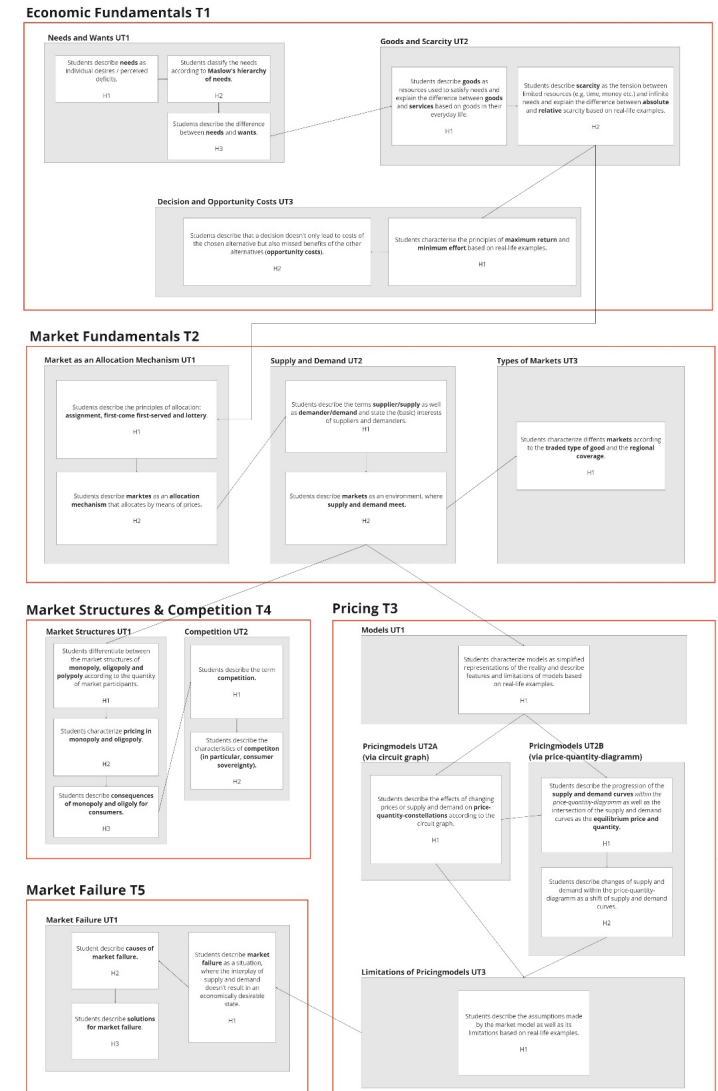 Economic Fundamentals T1
Needs and Wants UT1
Students describe needs as
individual desires / perceived
deficits.
H1
Students classify the needs
according to Maslow's hierarchy
of needs.
H2
Students describe the difference
between needs and wants.
H3
Goods and Scarcity UT2
Students describe goods as
resources used to satisfy needs and
explain the difference between goods
and services based on goods in their
everyday life.
H1
Students describe scarcity as the tension between
limited resources (e.g. time, money etc.) and infinite
needs and explain the difference between absolute
and relative scarcity based on real-life examples.
H2
Decision and Opportunity Costs UT3
Students describe that a decision doesn't only lead to costs of
the chosen alternative but also missed benefits of the other
alternatives (opportunity costs).
H2
Students characterise the principles of maximum return and
minimum effort based on real-life examples.
H1
Market Fundamentals T2
Market as an Allocation Mechanism UT1
Students describe the principles of allocation:
assignment, first-come first-served and lottery.
H1
Students describe marktes as an allocation
mechanism that allocates by means of prices.
H2
Supply and Demand UT2
Students describe the terms supplier/supply as well
as demander/demand and state the (basic) interests
of suppliers and demanders.
H1
Students describe markets as an environment, where
supply and demand meet.
H2
Types of Markets UT3
Students characterize differents markets according
to the traded type of good and the regional
coverage.
H1
Market Structures & Competition T4
Market Structures UT1
Students differentiate between
the market structures of
monopoly, oligopoly and
polypoly according to the quantity
of market participants.
H1
Students characterize pricing in
monopoly and oligopoly.
H2
Students describe consequences
of monopoly and oligoly for
consumers.
H3
Competition UT2
Students describe the term
competition.
H1
Students describe the
characteristics of competiton
(in particular, consumer
sovereignty).
H2
Pricing T3
Models UT1
Students characterize models as simplified
representations of the reality and describe
features and limitations of models based
on real-life examples.
H1
Pricingmodels UT2A
(via circuit graph)
Students describe the effects of changing
prices or supply and demand on price-
quantity-constellations according to the
circuit graph.
H1
Pricingmodels UT2B
(via price-quantity-diagramm)
Students describe the progression of the
supply and demand curves within the
price-quantity-diagramm as well as the
intersection of the supply and demand
curves as the equilibrium price and
quantity.
H1
Students describe changes of supply and
demand within the price-quantity-
diagramm as a shift of supply and demand
curves.
H2
Limitations of Pricingmodels UT3
Students describe the assumptions made
by the market model as well as its
limitations based on real-life examples.
H1
Market Failure T5
Market Failure UT1
Student describe causes of
market failure.
H2
Students describe solutions
for market failure.
H3
Students describe market
failure as a situation,
where the interplay of
supply and demand
doesn't result in an
economically desirable
state.
H1